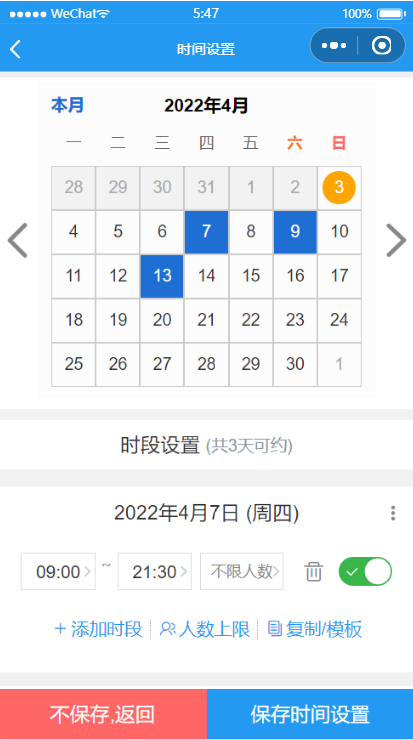 WeChat 5:47 100%
时间设置
本月 2022年4月
一 二 三 四 五 六 日
28 29 30 31 1 2 3
4 5 6 7 8 9 10
11 12 13 14 15 16 17
18 19 20 21 22 23 24
25 26 27 28 29 30 1
时段设置 (共3天可约)
2022年4月7日 (周四)
09:00 ~ 21:30 不限人数
+ 添加时段 人数上限 复制/模板
不保存,返回 保存时间设置